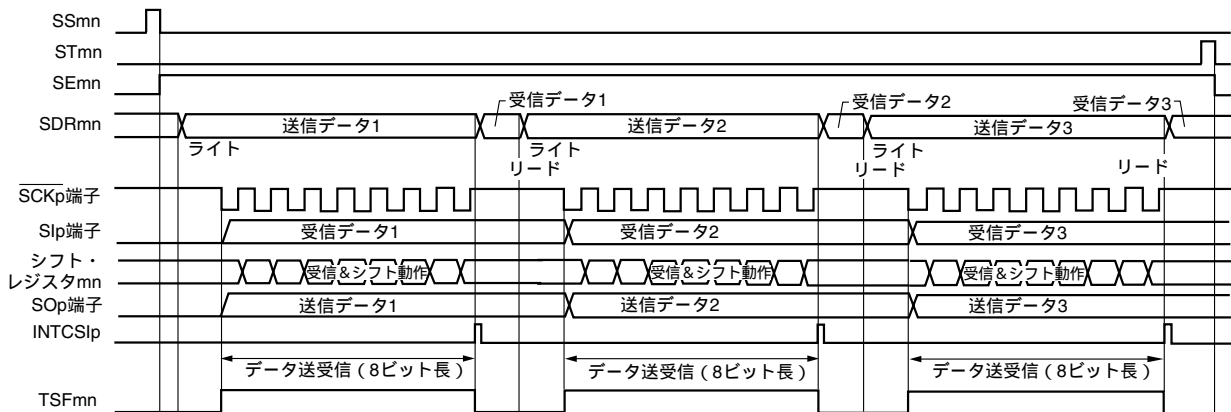 SSmn
STmn
SEmn
受信データ1 受信データ2 受信データ3
SDRmn 送信データ1 送信データ2 送信データ3
ライト ライト ライト
リード リード リード
SCKp端子
SIp端子 受信データ1 受信データ2 受信データ3
シフト・
レジスタmn 受信&シフト動作 受信&シフト動作 受信&シフト動作
SOp端子 送信データ1 送信データ2 送信データ3
INTCSIp
データ送受信(8ビット長) データ送受信(8ビット長) データ送受信(8ビット長)
TSFmn